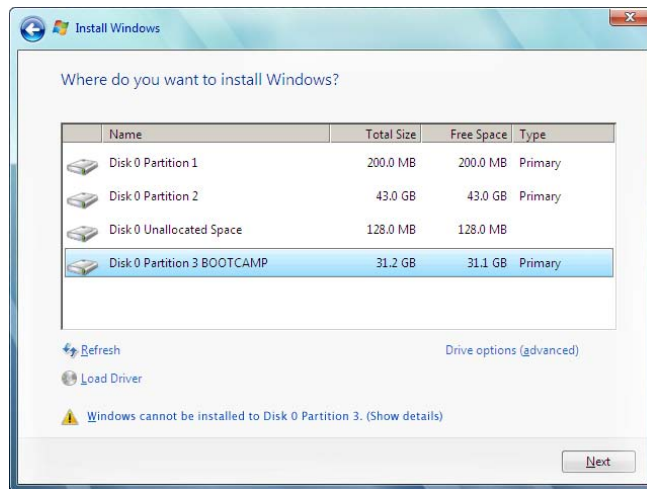 Install Windows
Where do you want to install Windows?
Name Total Size Free Space Type
Disk 0 Partition 1 200.0 MB 200.0 MB Primary
Disk 0 Partition 2 43.0 GB 43.0 GB Primary
Disk 0 Unallocated Space 128.0 MB 128.0 MB
Disk 0 Partition 3 BOOTCAMP 31.2 GB 31.1 GB Primary
Refresh Drive options (advanced)
Load Driver
Windows cannot be installed to Disk 0 Partition 3. (Show details)
Next